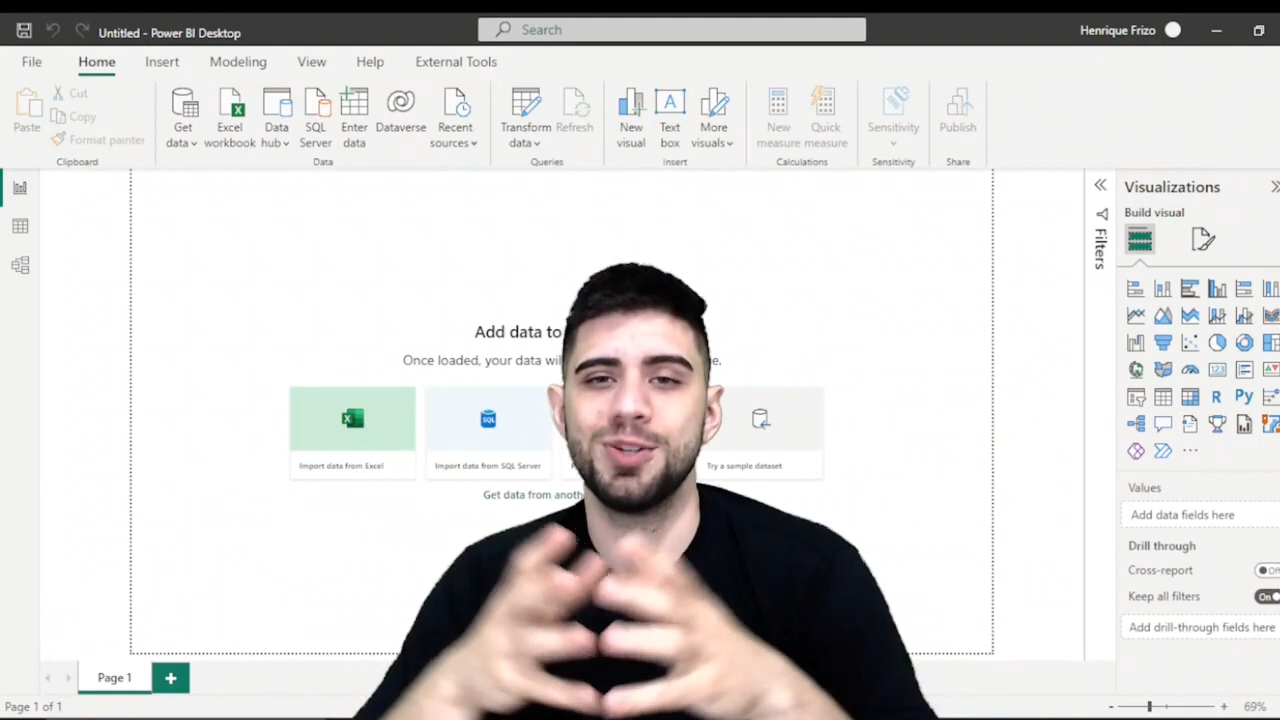 Untitled - Power BI Desktop
Search
Henrique Frizo
File Home Insert Modeling View Help External Tools
Paste
Cut
Copy
Format painter
Clipboard
Get data
Excel workbook
Data hub
SQL Server
Enter data
Dataverse
Recent sources
Data
Transform data
Refresh
Queries
New visual
Text box
More visuals
Insert
New measure
Quick measure
Calculations
Sensitivity
Sensitivity
Publish
Share
Filters
Visualizations
Build visual
R Py
123
Values
Add data fields here
Drill through
Cross-report
Off
Keep all filters
On
Add drill-through fields here
Add data to
Once loaded, your data
Import data from Excel
SQL
Import data from SQL Server
Try a sample dataset
Get data from
Page 1
Page 1 of 1
69%